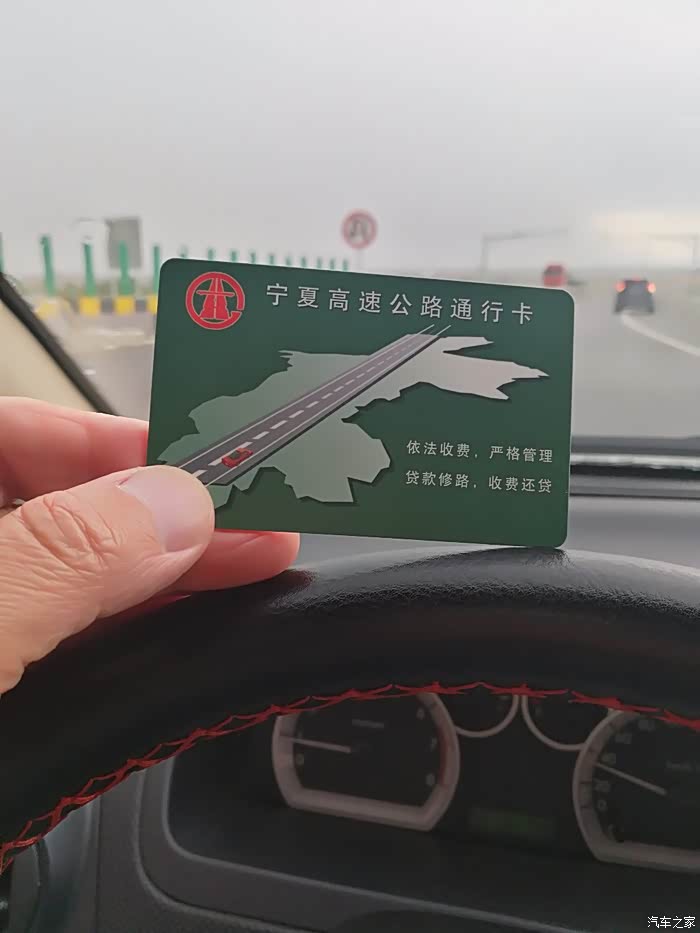 宁夏高速公路通行卡
依法收费，严格管理
贷款修路，收费还贷
汽车之家